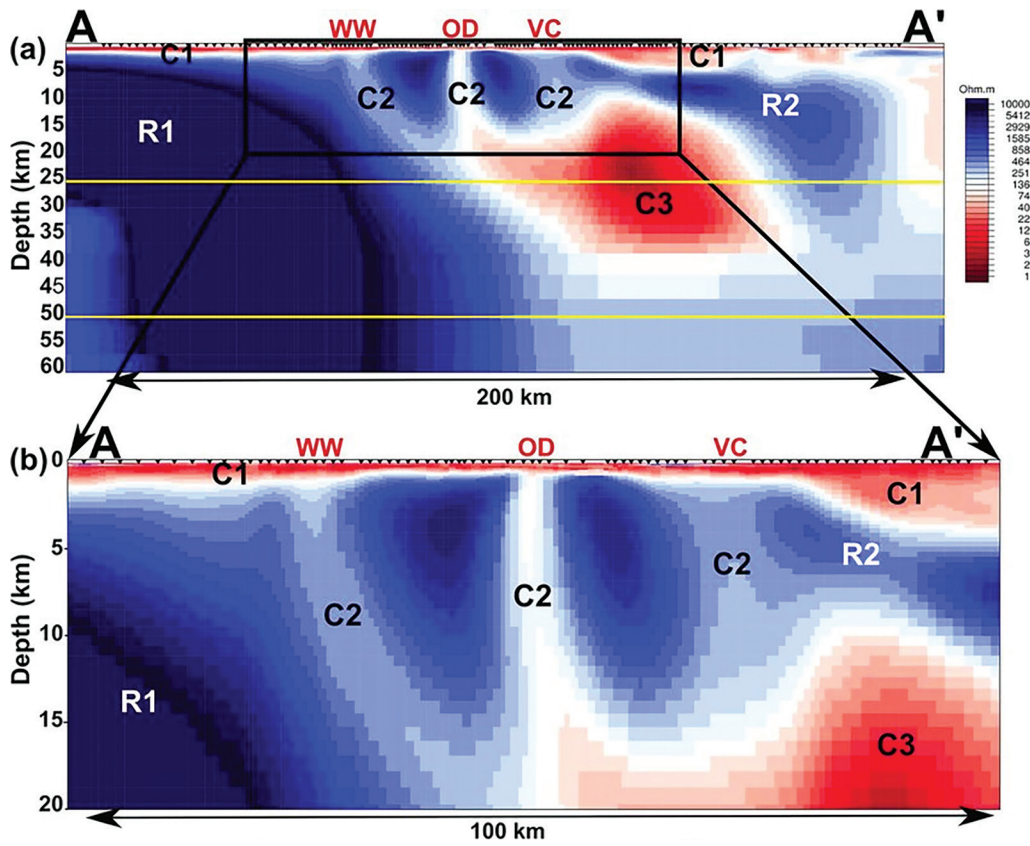 A A'
WW OD VC
(a)
C1 C1
5
10 C2 C2 C2 R2
15 R1
20
25
30 C3
35
40
45
50
55
60
Depth (km)
Ohm.m
10000
5412
2929
1585
858
464
251
136
74
40
22
12
6
3
2
1
200 km
A A'
WW OD VC
(b) 0
C1 C1
5 R2
C2
C2 C2
10
R1
15
C3
20
Depth (km)
100 km